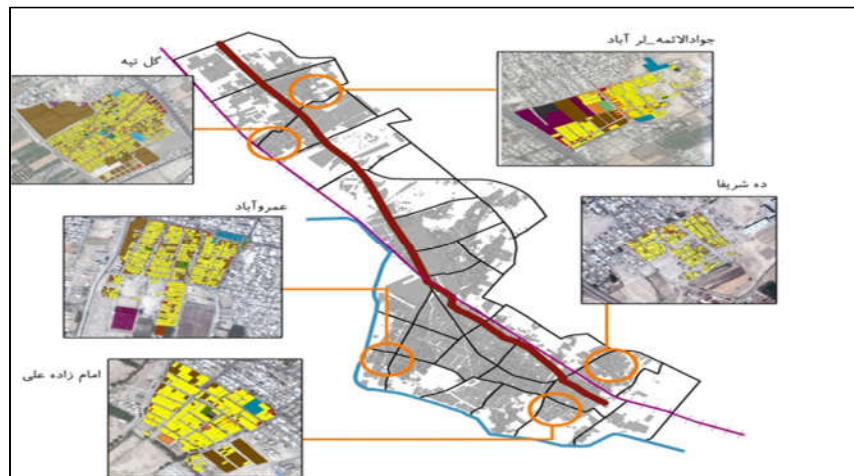 جوادالائمه_لر آباد
گل تپه
ده شریفا
عمروآباد
امام زاده علی